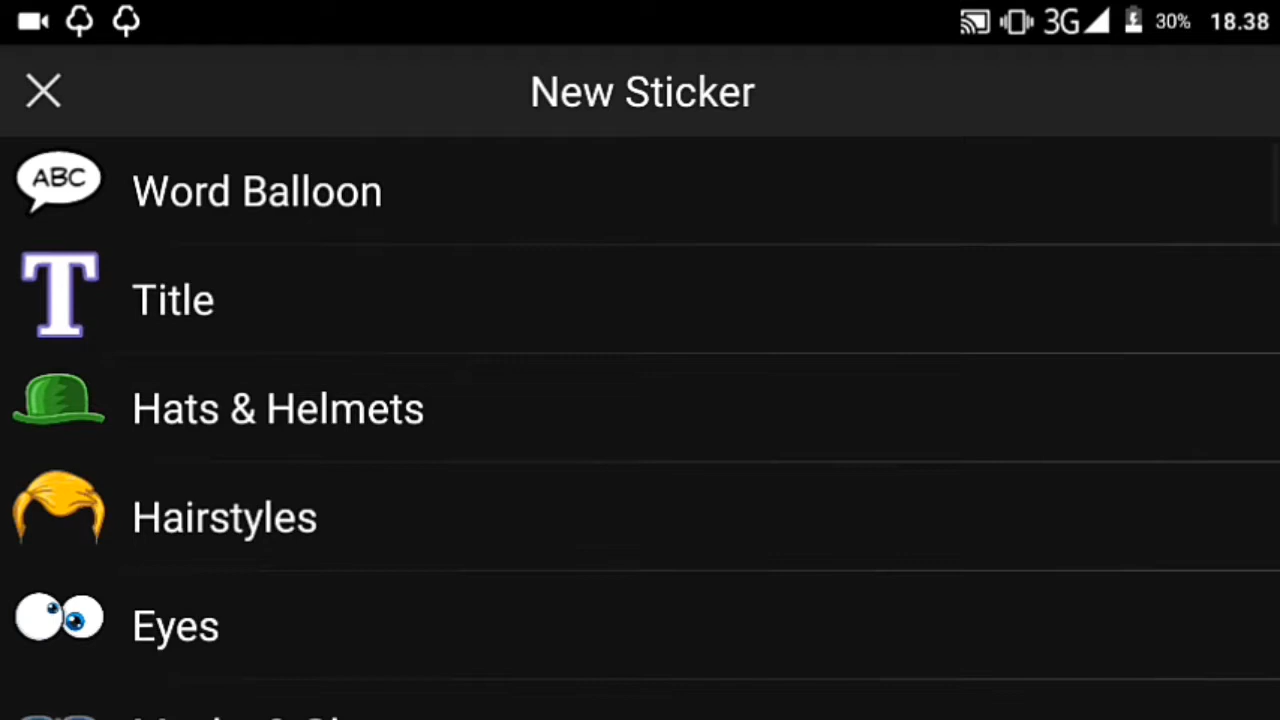 3G 30% 18.38
New Sticker
ABC
Word Balloon
T
Title
Hats & Helmets
Hairstyles
Eyes